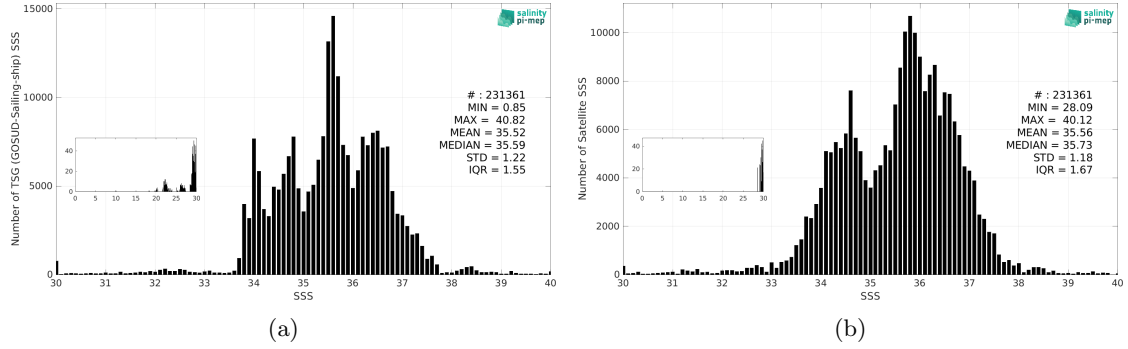 salinity
pi-mep
15000
10000
5000
0
Number of TSG (GOSUD-Sailing-ship) SSS
# : 231361
MIN = 0.85
MAX = 40.82
MEAN = 35.52
MEDIAN = 35.59
STD = 1.22
IQR = 1.55
40
20
0
0 5 10 15 20 25 30
30 31 32 33 34 35 36 37 38 39 40
SSS
(a)
salinity
pi-mep
10000
8000
6000
4000
2000
0
Number of Satellite SSS
# : 231361
MIN = 28.09
MAX = 40.12
MEAN = 35.56
MEDIAN = 35.73
STD = 1.18
IQR = 1.67
40
20
0
0 5 10 15 20 25 30
30 31 32 33 34 35 36 37 38 39 40
SSS
(b)